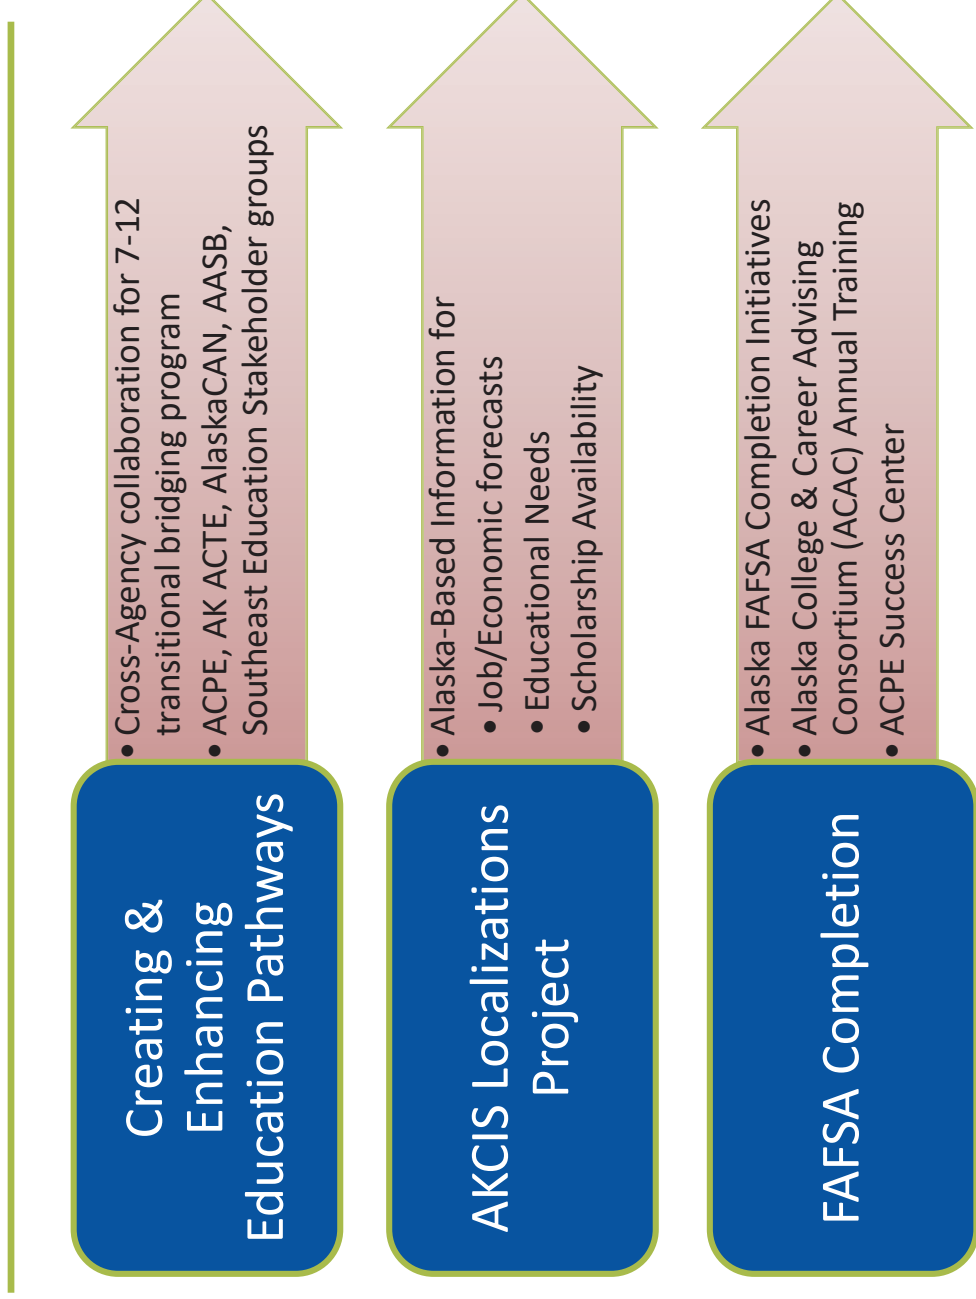 Creating &
Enhancing
Education Pathways
• Cross-Agency collaboration for 7-12
transitional bridging program
• ACPE, AK ACTE, AlaskaCAN, AASB,
Southeast Education Stakeholder groups
AKCIS Localizations
Project
• Alaska-Based Information for
• Job/Economic forecasts
• Educational Needs
• Scholarship Availability
FAFSA Completion
• Alaska FAFSA Completion Initiatives
• Alaska College & Career Advising
Consortium (ACAC) Annual Training
• ACPE Success Center